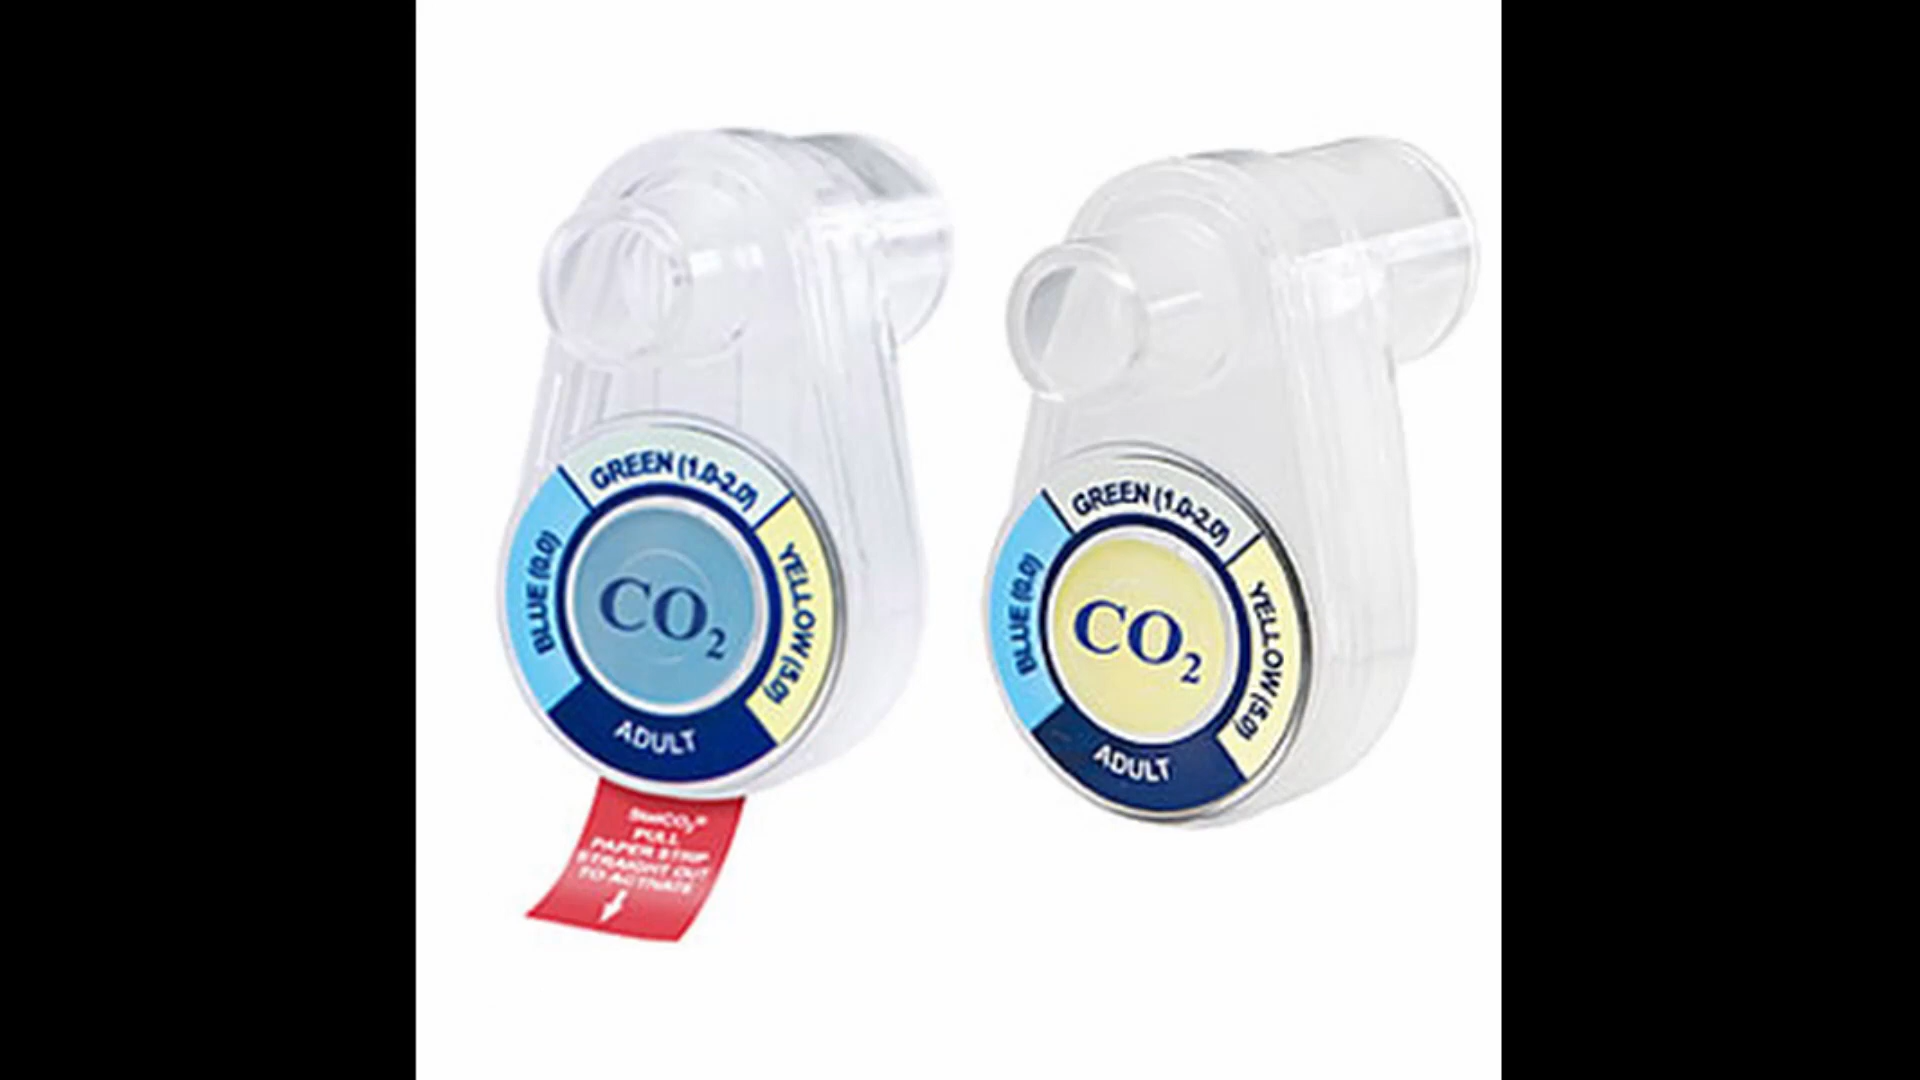 GREEN (1.0-2.0)
BLUE (0.0)
YELLOW (5.0)
CO2
ADULT
StatCO2®
PULL
PAPER STRIP
STRAIGHT OUT
TO ACTIVATE
GREEN (1.0-2.0)
BLUE (0.0)
YELLOW (5.0)
CO2
ADULT